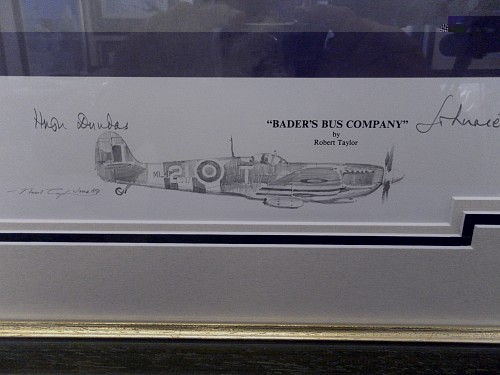 Hugh Dundas
"BADER'S BUS COMPANY"
by
Robert Taylor